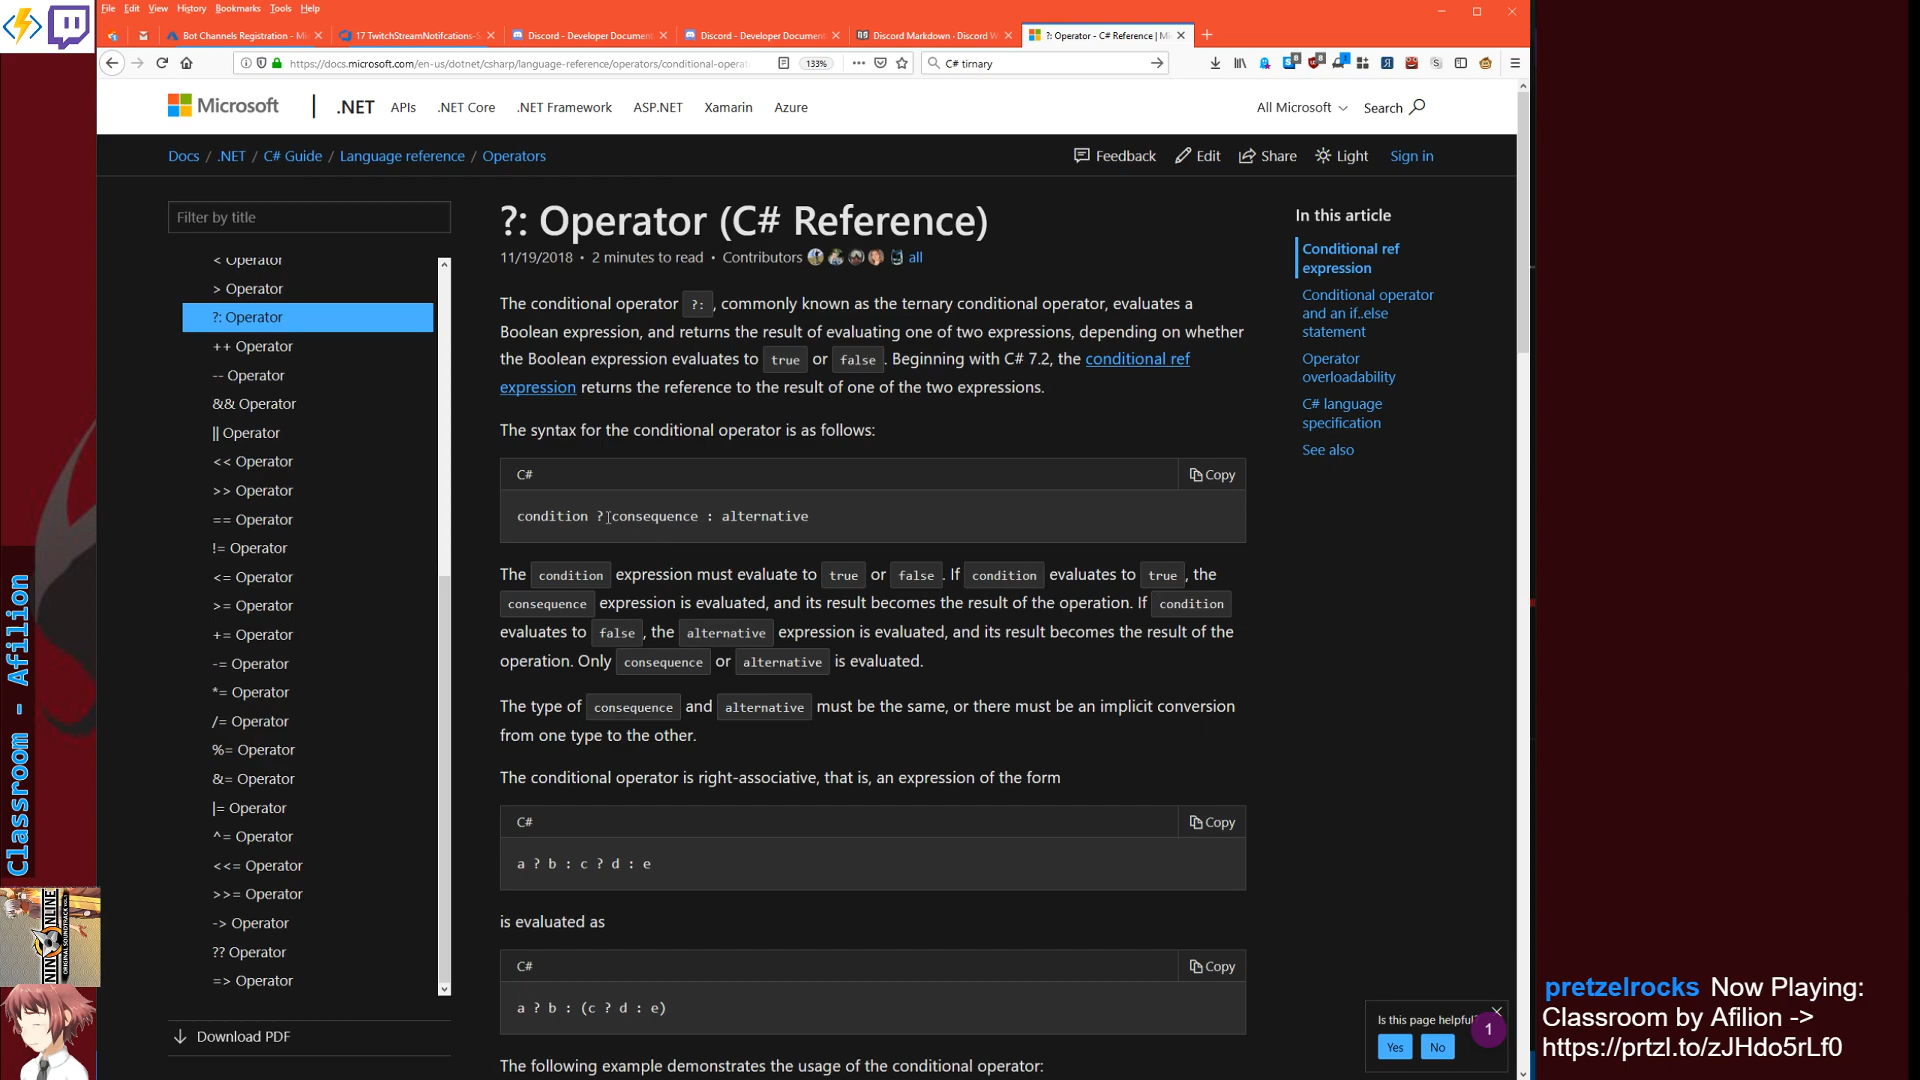 File Edit View History Bookmarks Tools Help
Bot Channels Registration - Mi
17 TwitchStreamNotifcations-S
Discord - Developer Document
Discord - Developer Document
Discord Markdown · Discord W
?: Operator - C# Reference | Mi
https://docs.microsoft.com/en-us/dotnet/csharp/language-reference/operators/conditional-operat
133%
C# tirnary
Microsoft .NET APIs .NET Core .NET Framework ASP.NET Xamarin Azure All Microsoft Search
Docs / .NET / C# Guide / Language reference / Operators
Feedback Edit Share Light Sign in
Filter by title
< Operator
> Operator
?: Operator
++ Operator
-- Operator
&& Operator
|| Operator
<< Operator
>> Operator
== Operator
!= Operator
<= Operator
>= Operator
+= Operator
-= Operator
*= Operator
/= Operator
%= Operator
&= Operator
|= Operator
^= Operator
<<= Operator
>>= Operator
-> Operator
?? Operator
=> Operator
Download PDF
?: Operator (C# Reference)
11/19/2018 • 2 minutes to read • Contributors all
The conditional operator ?:, commonly known as the ternary conditional operator, evaluates a
Boolean expression, and returns the result of evaluating one of two expressions, depending on whether
the Boolean expression evaluates to true or false. Beginning with C# 7.2, the conditional ref
expression returns the reference to the result of one of the two expressions.
The syntax for the conditional operator is as follows:
C# Copy
condition ? consequence : alternative
The condition expression must evaluate to true or false. If condition evaluates to true, the
consequence expression is evaluated, and its result becomes the result of the operation. If condition
evaluates to false, the alternative expression is evaluated, and its result becomes the result of the
operation. Only consequence or alternative is evaluated.
The type of consequence and alternative must be the same, or there must be an implicit conversion
from one type to the other.
The conditional operator is right-associative, that is, an expression of the form
C# Copy
a ? b : c ? d : e
is evaluated as
C# Copy
a ? b : (c ? d : e)
The following example demonstrates the usage of the conditional operator:
In this article
Conditional ref
expression
Conditional operator
and an if..else
statement
Operator
overloadability
C# language
specification
See also
Is this page helpful?
Yes No
1
Classroom - Afilion
pretzelrocks Now Playing:
Classroom by Afilion ->
https://prtzl.to/zJHdo5rLf0